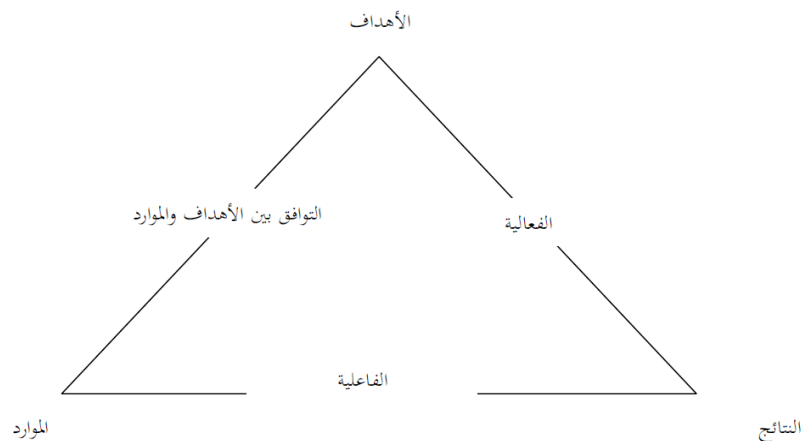 الأهداف
التوافق بين الأهداف والموارد
الفعالية
الفاعلية
الموارد
النتائج